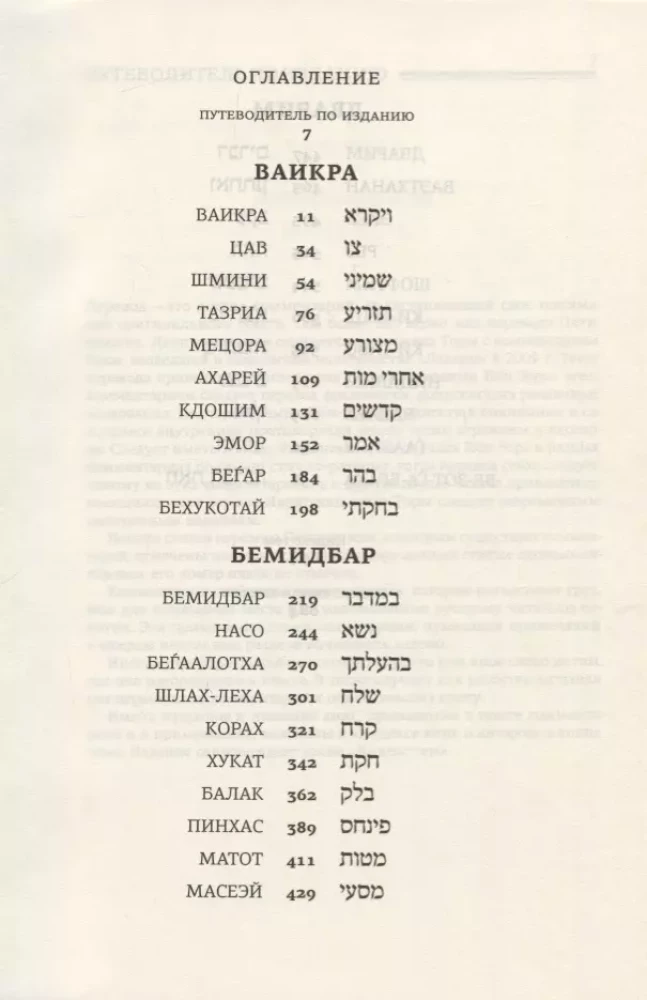 ОГЛАВЛЕНИЕ
ПУТЕВОДИТЕЛЬ ПО ИЗДАНИЮ
7
ВАИКРА
ВАИКРА 11 ויקרא
ЦАВ 34 צו
ШМИНИ 54 שמיני
ТАЗРИА 76 תזריע
МЕЦОРА 92 מצורע
АХАРЕЙ 109 אחרי מות
КДОШИМ 131 קדשים
ЭМОР 152 אמר
БЕЃАР 184 בהר
БЕХУКОТАЙ 198 בחקתי
БЕМИДБАР
БЕМИДБАР 219 במדבר
НАСО 244 נשא
БЕЃААЛОТХА 270 בהעלתך
ШЛАХ-ЛЕХА 301 שלח
КОРАХ 321 קרח
ХУКАТ 342 חקת
БАЛАК 362 בלק
ПИНХАС 389 פינחס
МАТОТ 411 מטות
МАСЕЭЙ 429 מסעי